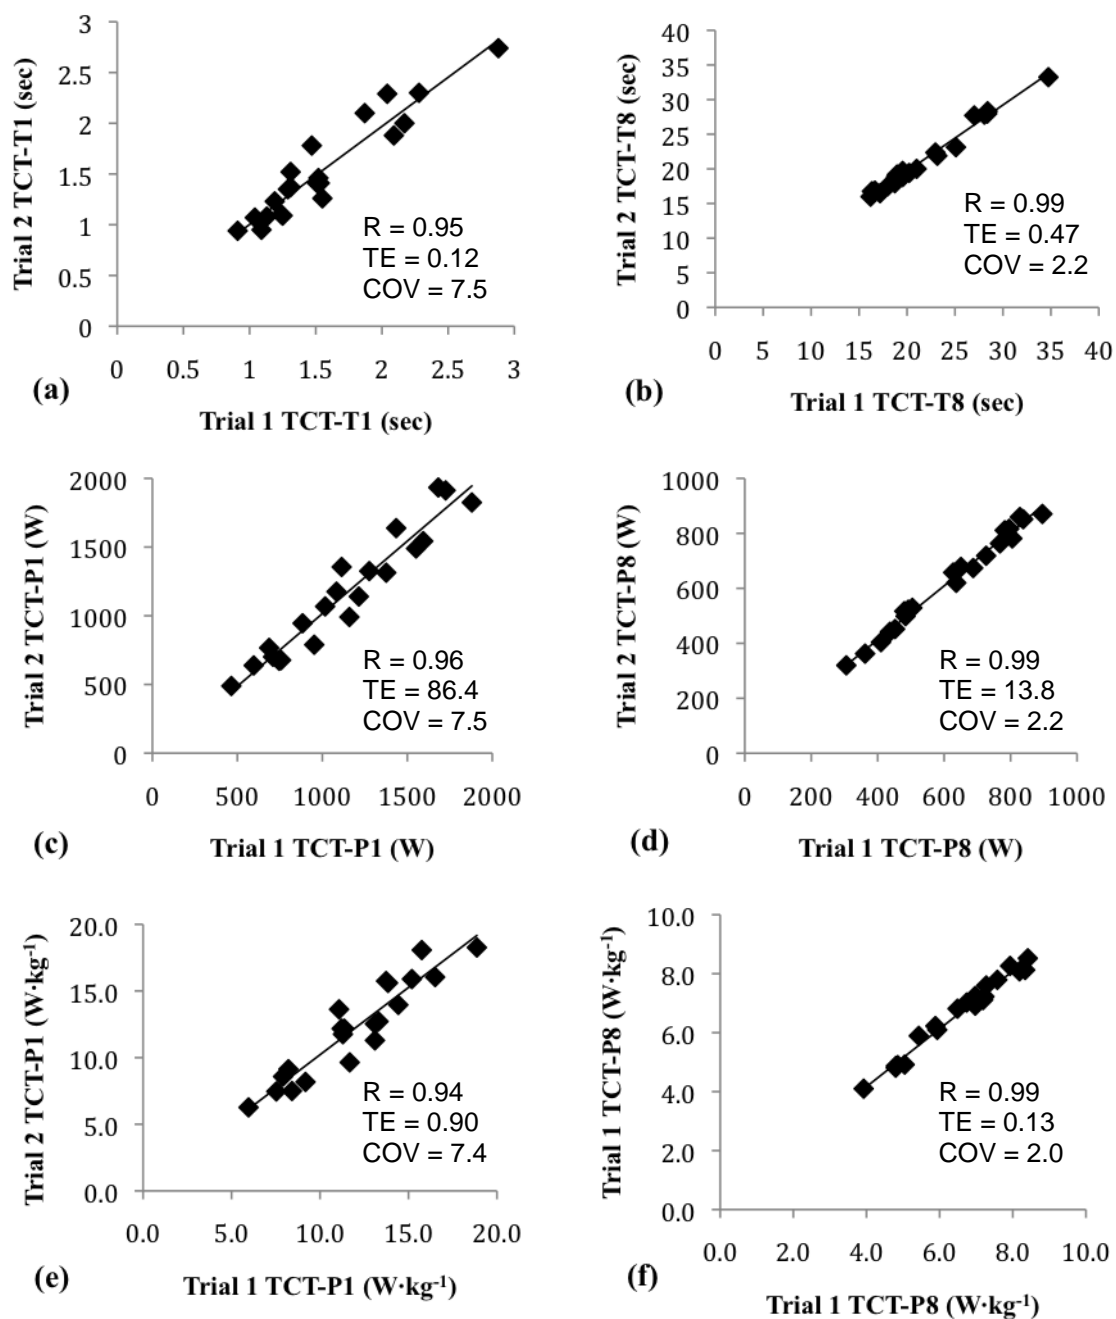 3
2.5
2
1.5
1
0.5
0
Trial 2 TCT-T1 (sec)
R = 0.95
TE = 0.12
COV = 7.5
0 0.5 1 1.5 2 2.5 3
(a)
Trial 1 TCT-T1 (sec)
40
35
30
25
20
15
10
5
0
Trial 2 TCT-T8 (sec)
R = 0.99
TE = 0.47
COV = 2.2
0 5 10 15 20 25 30 35 40
(b)
Trial 1 TCT-T8 (sec)
2000
1500
1000
500
0
Trial 2 TCT-P1 (W)
R = 0.96
TE = 86.4
COV = 7.5
0 500 1000 1500 2000
(c)
Trial 1 TCT-P1 (W)
1000
800
600
400
200
0
Trial 2 TCT-P8 (W)
R = 0.99
TE = 13.8
COV = 2.2
0 200 400 600 800 1000
(d)
Trial 1 TCT-P8 (W)
20.0
15.0
10.0
5.0
0.0
Trial 2 TCT-P1 (W·kg⁻¹)
R = 0.94
TE = 0.90
COV = 7.4
0.0 5.0 10.0 15.0 20.0
(e)
Trial 1 TCT-P1 (W·kg⁻¹)
10.0
8.0
6.0
4.0
2.0
0.0
Trial 1 TCT-P8 (W·kg⁻¹)
R = 0.99
TE = 0.13
COV = 2.0
0.0 2.0 4.0 6.0 8.0 10.0
(f)
Trial 1 TCT-P8 (W·kg⁻¹)